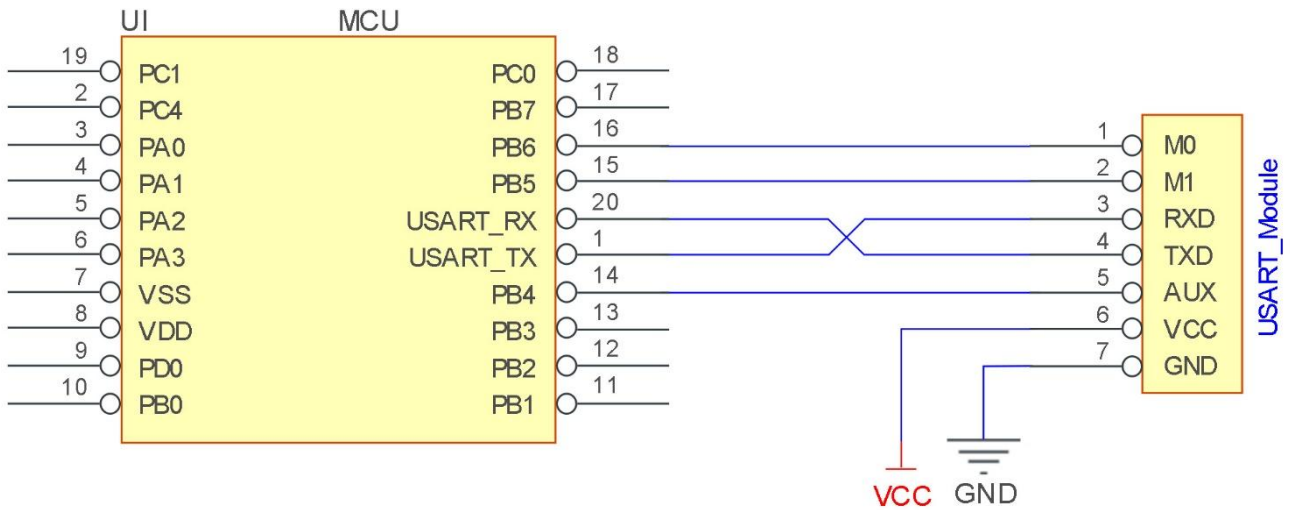 UI MCU
19 PC1 PC0 18
2 PC4 PB7 17
3 PA0 PB6 16 1 M0
4 PA1 PB5 15 2 M1
5 PA2 USART_RX 20 3 RXD
6 PA3 USART_TX 1 4 TXD
7 VSS PB4 14 5 AUX
8 VDD PB3 13 6 VCC
9 PD0 PB2 12 7 GND
10 PB0 PB1 11
USART_Module
VCC GND